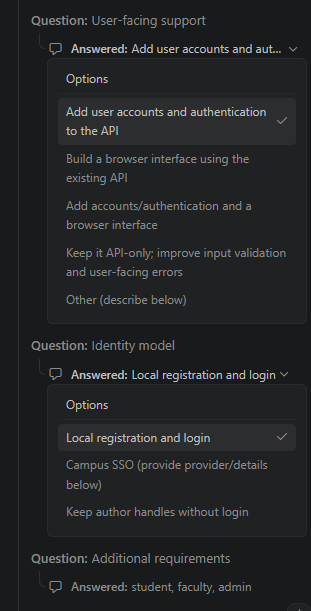 Question: User-facing support
Answered: Add user accounts and aut...
Options
Add user accounts and authentication
to the API
Build a browser interface using the
existing API
Add accounts/authentication and a
browser interface
Keep it API-only; improve input validation
and user-facing errors
Other (describe below)
Question: Identity model
Answered: Local registration and login
Options
Local registration and login
Campus SSO (provide provider/details
below)
Keep author handles without login
Question: Additional requirements
Answered: student, faculty, admin